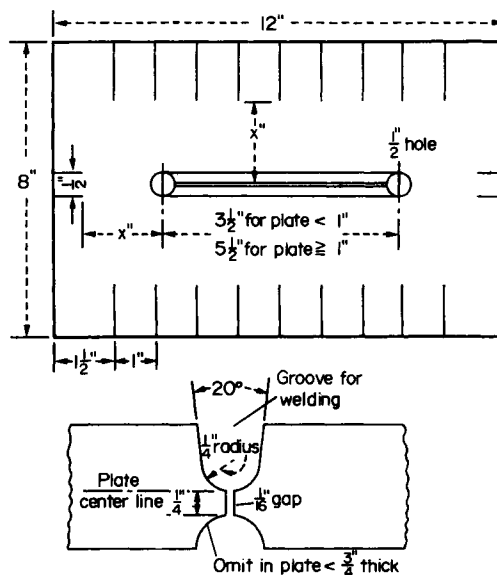 12"
x"
1/2" hole
8"
1/2"
x"
3 1/2" for plate < 1"
5 1/2" for plate ≧ 1"
1 1/2"
1"
20°
Groove for
welding
1/4" radius
Plate
center line
1/4"
1/16" gap
Omit in plate < 3/4" thick